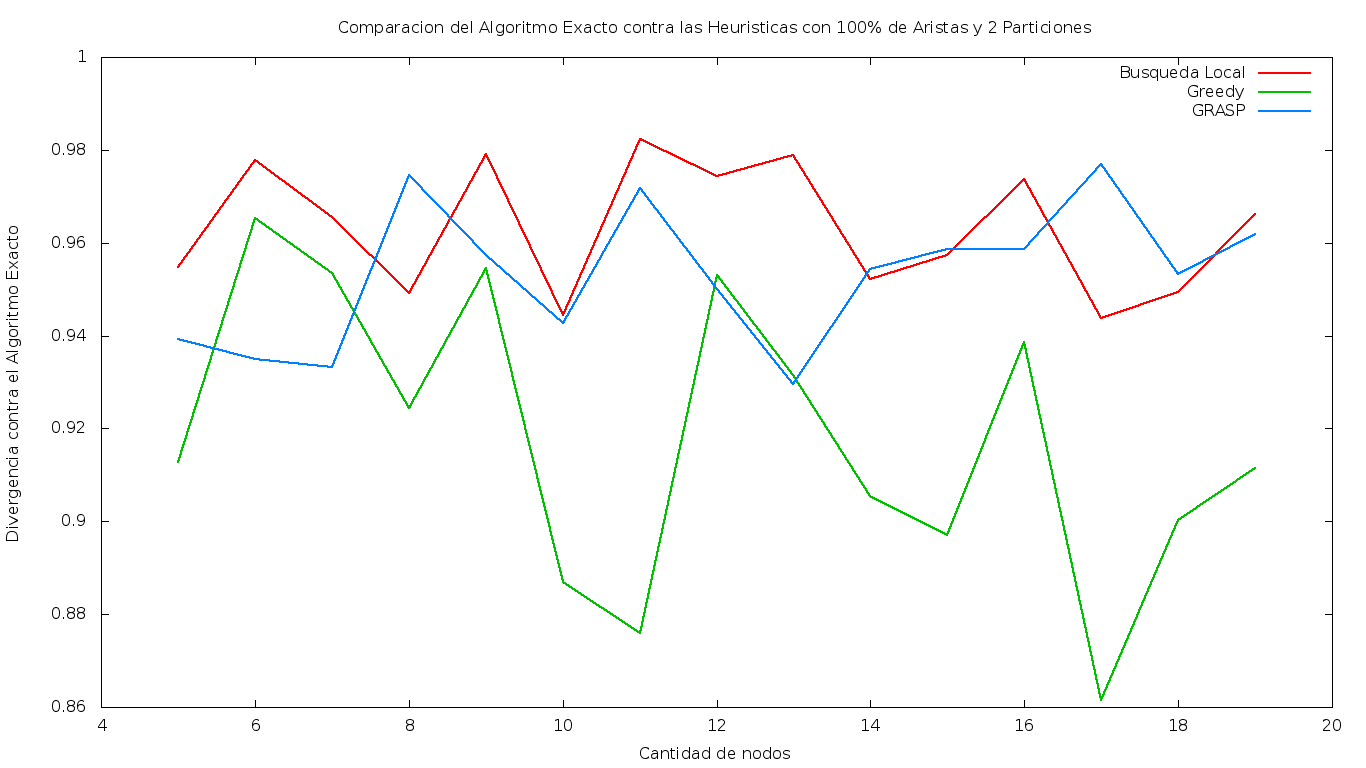 Comparacion del Algoritmo Exacto contra las Heuristicas con 100% de Aristas y 2 Particiones
Busqueda Local
Greedy
GRASP
Divergencia contra el Algoritmo Exacto
1
0.98
0.96
0.94
0.92
0.9
0.88
0.86
4 6 8 10 12 14 16 18 20
Cantidad de nodos